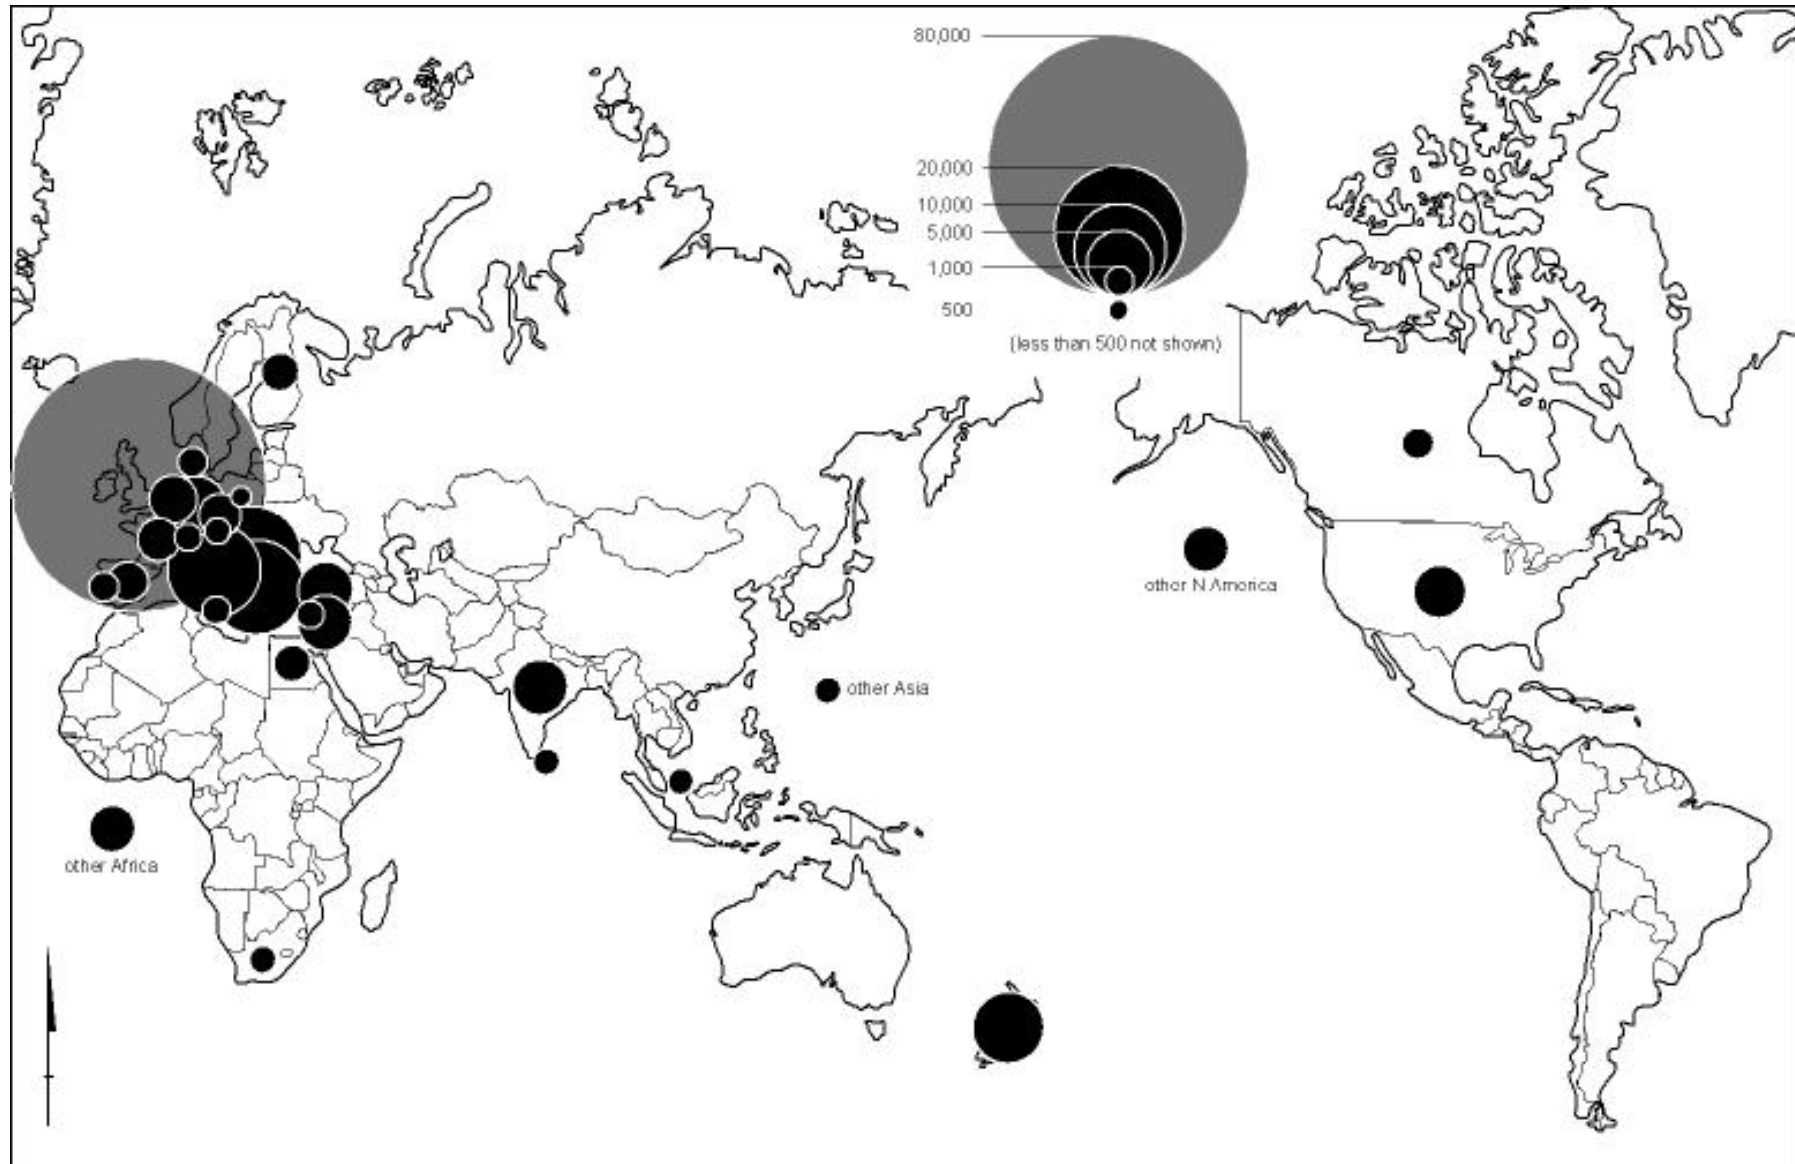 80,000
20,000
10,000
5,000
1,000
500
(less than 500 not shown)
other N America
other Asia
other Africa